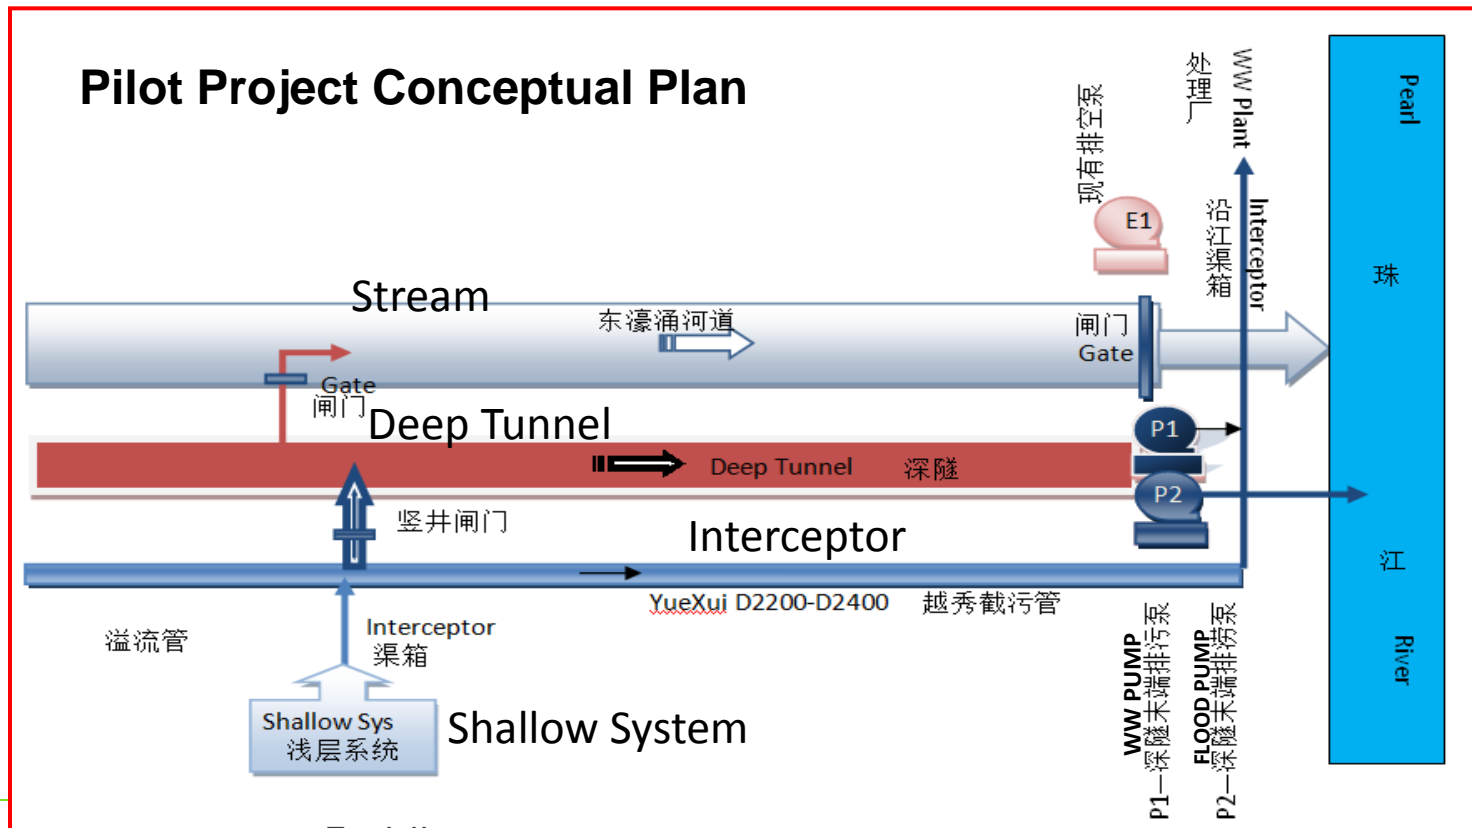 Pilot Project Conceptual Plan
现有排空泵
处理厂
WW Plant
Pearl
E1
沿江渠箱
Interceptor
珠
Stream
东濠涌河道
闸门
Gate
Gate
闸门
Deep Tunnel
P1
Deep Tunnel 深隧
P2
竖井闸门
Interceptor
江
YueXui D2200-D2400 越秀截污管
溢流管
Interceptor
渠箱
River
WW PUMP
P1—深隧末端排污泵
FLOOD PUMP
P2—深隧末端排捞泵
Shallow Sys
浅层系统
Shallow System